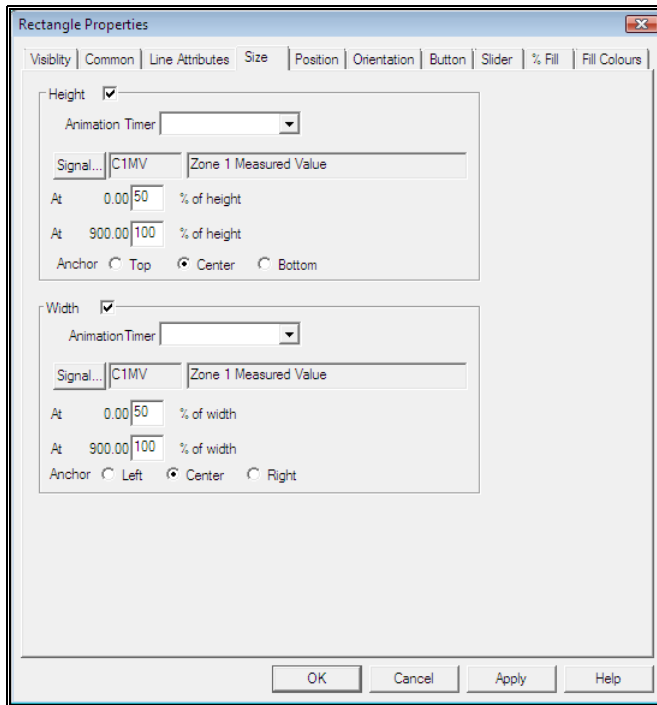 Rectangle Properties
Visiblity Common Line Attributes Size Position Orientation Button Slider % Fill Fill Colours
Height
Animation Timer
Signal... C1MV Zone 1 Measured Value
At 0.00 50 % of height
At 900.00 100 % of height
Anchor Top Center Bottom
Width
Animation Timer
Signal... C1MV Zone 1 Measured Value
At 0.00 50 % of width
At 900.00 100 % of width
Anchor Left Center Right
OK Cancel Apply Help